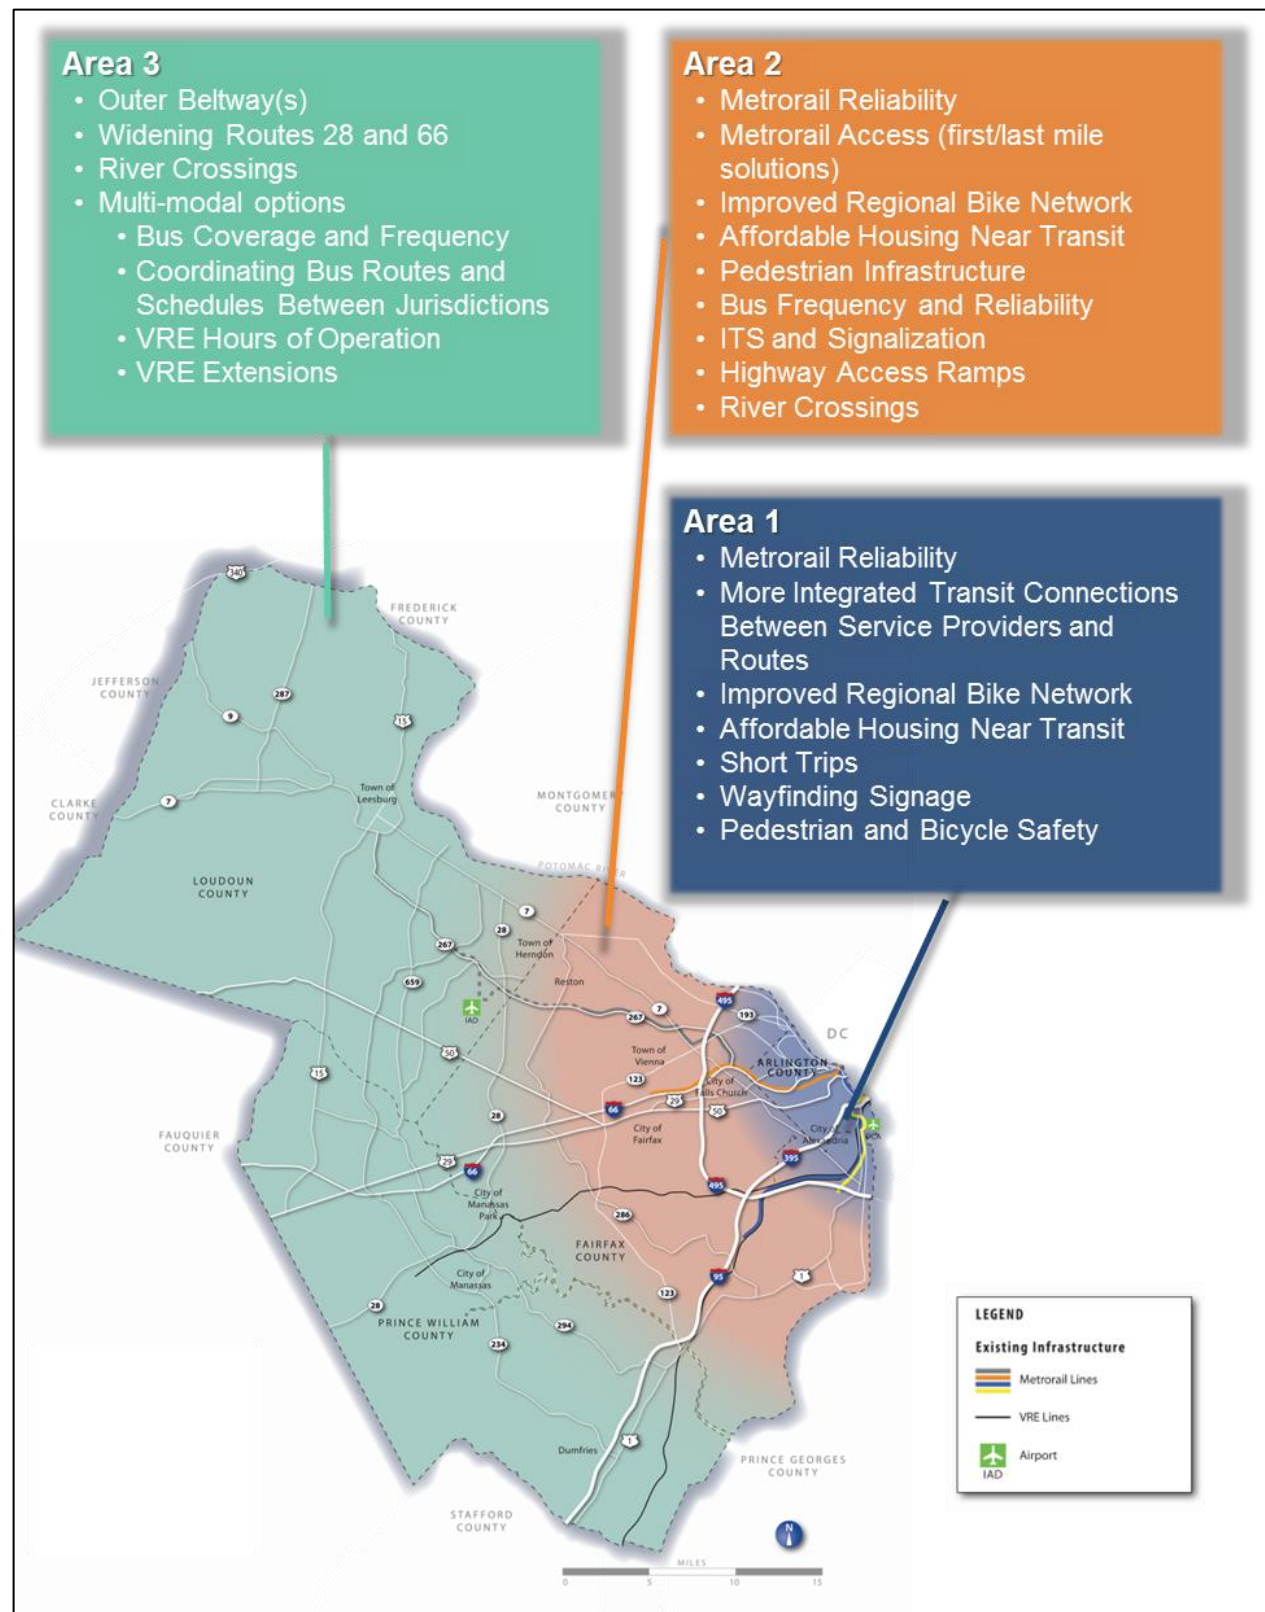 Area 3
• Outer Beltway(s)
• Widening Routes 28 and 66
• River Crossings
• Multi-modal options
• Bus Coverage and Frequency
• Coordinating Bus Routes and
Schedules Between Jurisdictions
• VRE Hours of Operation
• VRE Extensions
Area 2
• Metrorail Reliability
• Metrorail Access (first/last mile
solutions)
• Improved Regional Bike Network
• Affordable Housing Near Transit
• Pedestrian Infrastructure
• Bus Frequency and Reliability
• ITS and Signalization
• Highway Access Ramps
• River Crossings
Area 1
• Metrorail Reliability
• More Integrated Transit Connections
Between Service Providers and
Routes
• Improved Regional Bike Network
• Affordable Housing Near Transit
• Short Trips
• Wayfinding Signage
• Pedestrian and Bicycle Safety
340
FREDERICK
COUNTY
JEFFERSON
COUNTY
287
9
15
CLARKE
COUNTY
7
Town of
Leesburg
MONTGOMERY
COUNTY
POTOMAC RIVER
LOUDOUN
COUNTY
7
28
267
Town of
Herndon
659
Reston
IAD
495
7
267
193
DC
50
Town of
Vienna
ARLINGTON
COUNTY
15
123
City of
Falls Church
29
50
66
28
City of
Fairfax
City of
Alexandria
DCA
FAUQUIER
COUNTY
29
66
395
495
City of
Manassas
Park
286
FAIRFAX
COUNTY
City of
Manassas
95
1
123
28
PRINCE WILLIAM
COUNTY
294
234
Dumfries
1
PRINCE GEORGES
COUNTY
STAFFORD
COUNTY
N
MILES
0 5 10 15
LEGEND
Existing Infrastructure
Metrorail Lines
VRE Lines
Airport
IAD